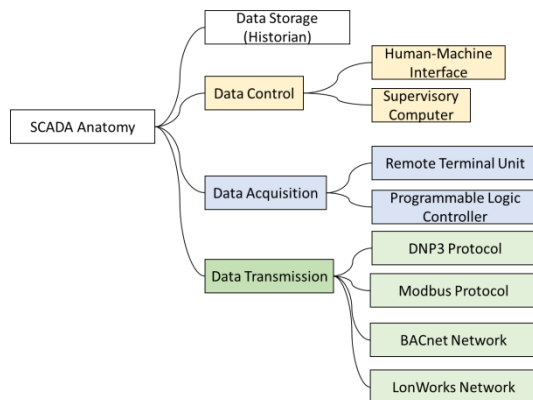 Data Storage
(Historian)
Human-Machine
Interface
Data Control
Supervisory
Computer
SCADA Anatomy
Remote Terminal Unit
Data Acquisition
Programmable Logic
Controller
DNP3 Protocol
Data Transmission
Modbus Protocol
BACnet Network
LonWorks Network